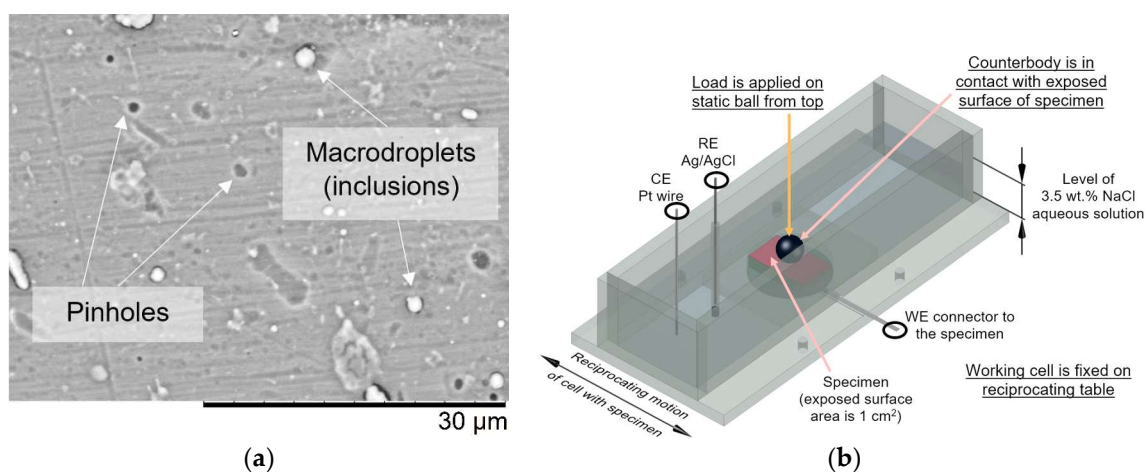 Macrodroplets
(inclusions)
Pinholes
30 μm
(a)
Load is applied on
static ball from top
Counterbody is in
contact with exposed
surface of specimen
RE
Ag/AgCl
CE
Pt wire
Level of
3.5 wt.% NaCl
aqueous solution
WE connector to
the specimen
Reciprocating motion
of cell with specimen
Specimen
(exposed surface
area is 1 cm²)
Working cell is fixed on
reciprocating table
(b)